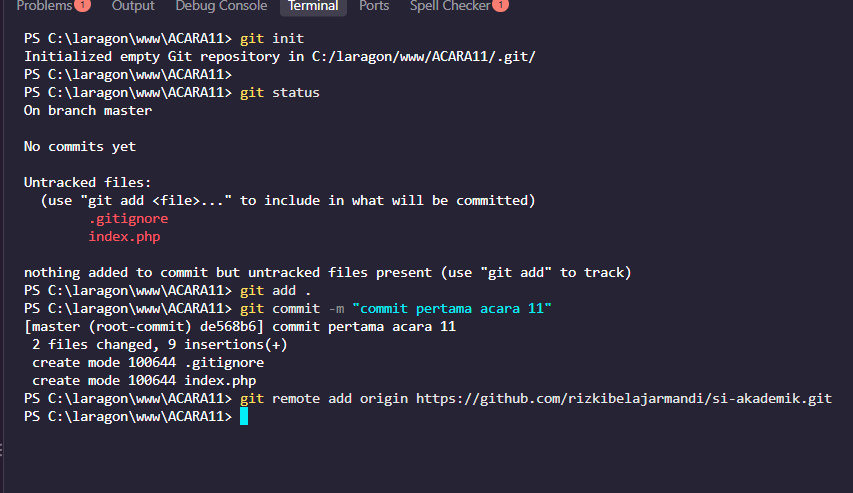 Problems 1 Output Debug Console Terminal Ports Spell Checker 1
PS C:\laragon\www\ACARA11> git init
Initialized empty Git repository in C:/laragon/www/ACARA11/.git/
PS C:\laragon\www\ACARA11>
PS C:\laragon\www\ACARA11> git status
On branch master
No commits yet
Untracked files:
(use "git add <file>..." to include in what will be committed)
.gitignore
index.php
nothing added to commit but untracked files present (use "git add" to track)
PS C:\laragon\www\ACARA11> git add .
PS C:\laragon\www\ACARA11> git commit -m "commit pertama acara 11"
[master (root-commit) de568b6] commit pertama acara 11
2 files changed, 9 insertions(+)
create mode 100644 .gitignore
create mode 100644 index.php
PS C:\laragon\www\ACARA11> git remote add origin https://github.com/rizkibelajarmandi/si-akademik.git
PS C:\laragon\www\ACARA11>